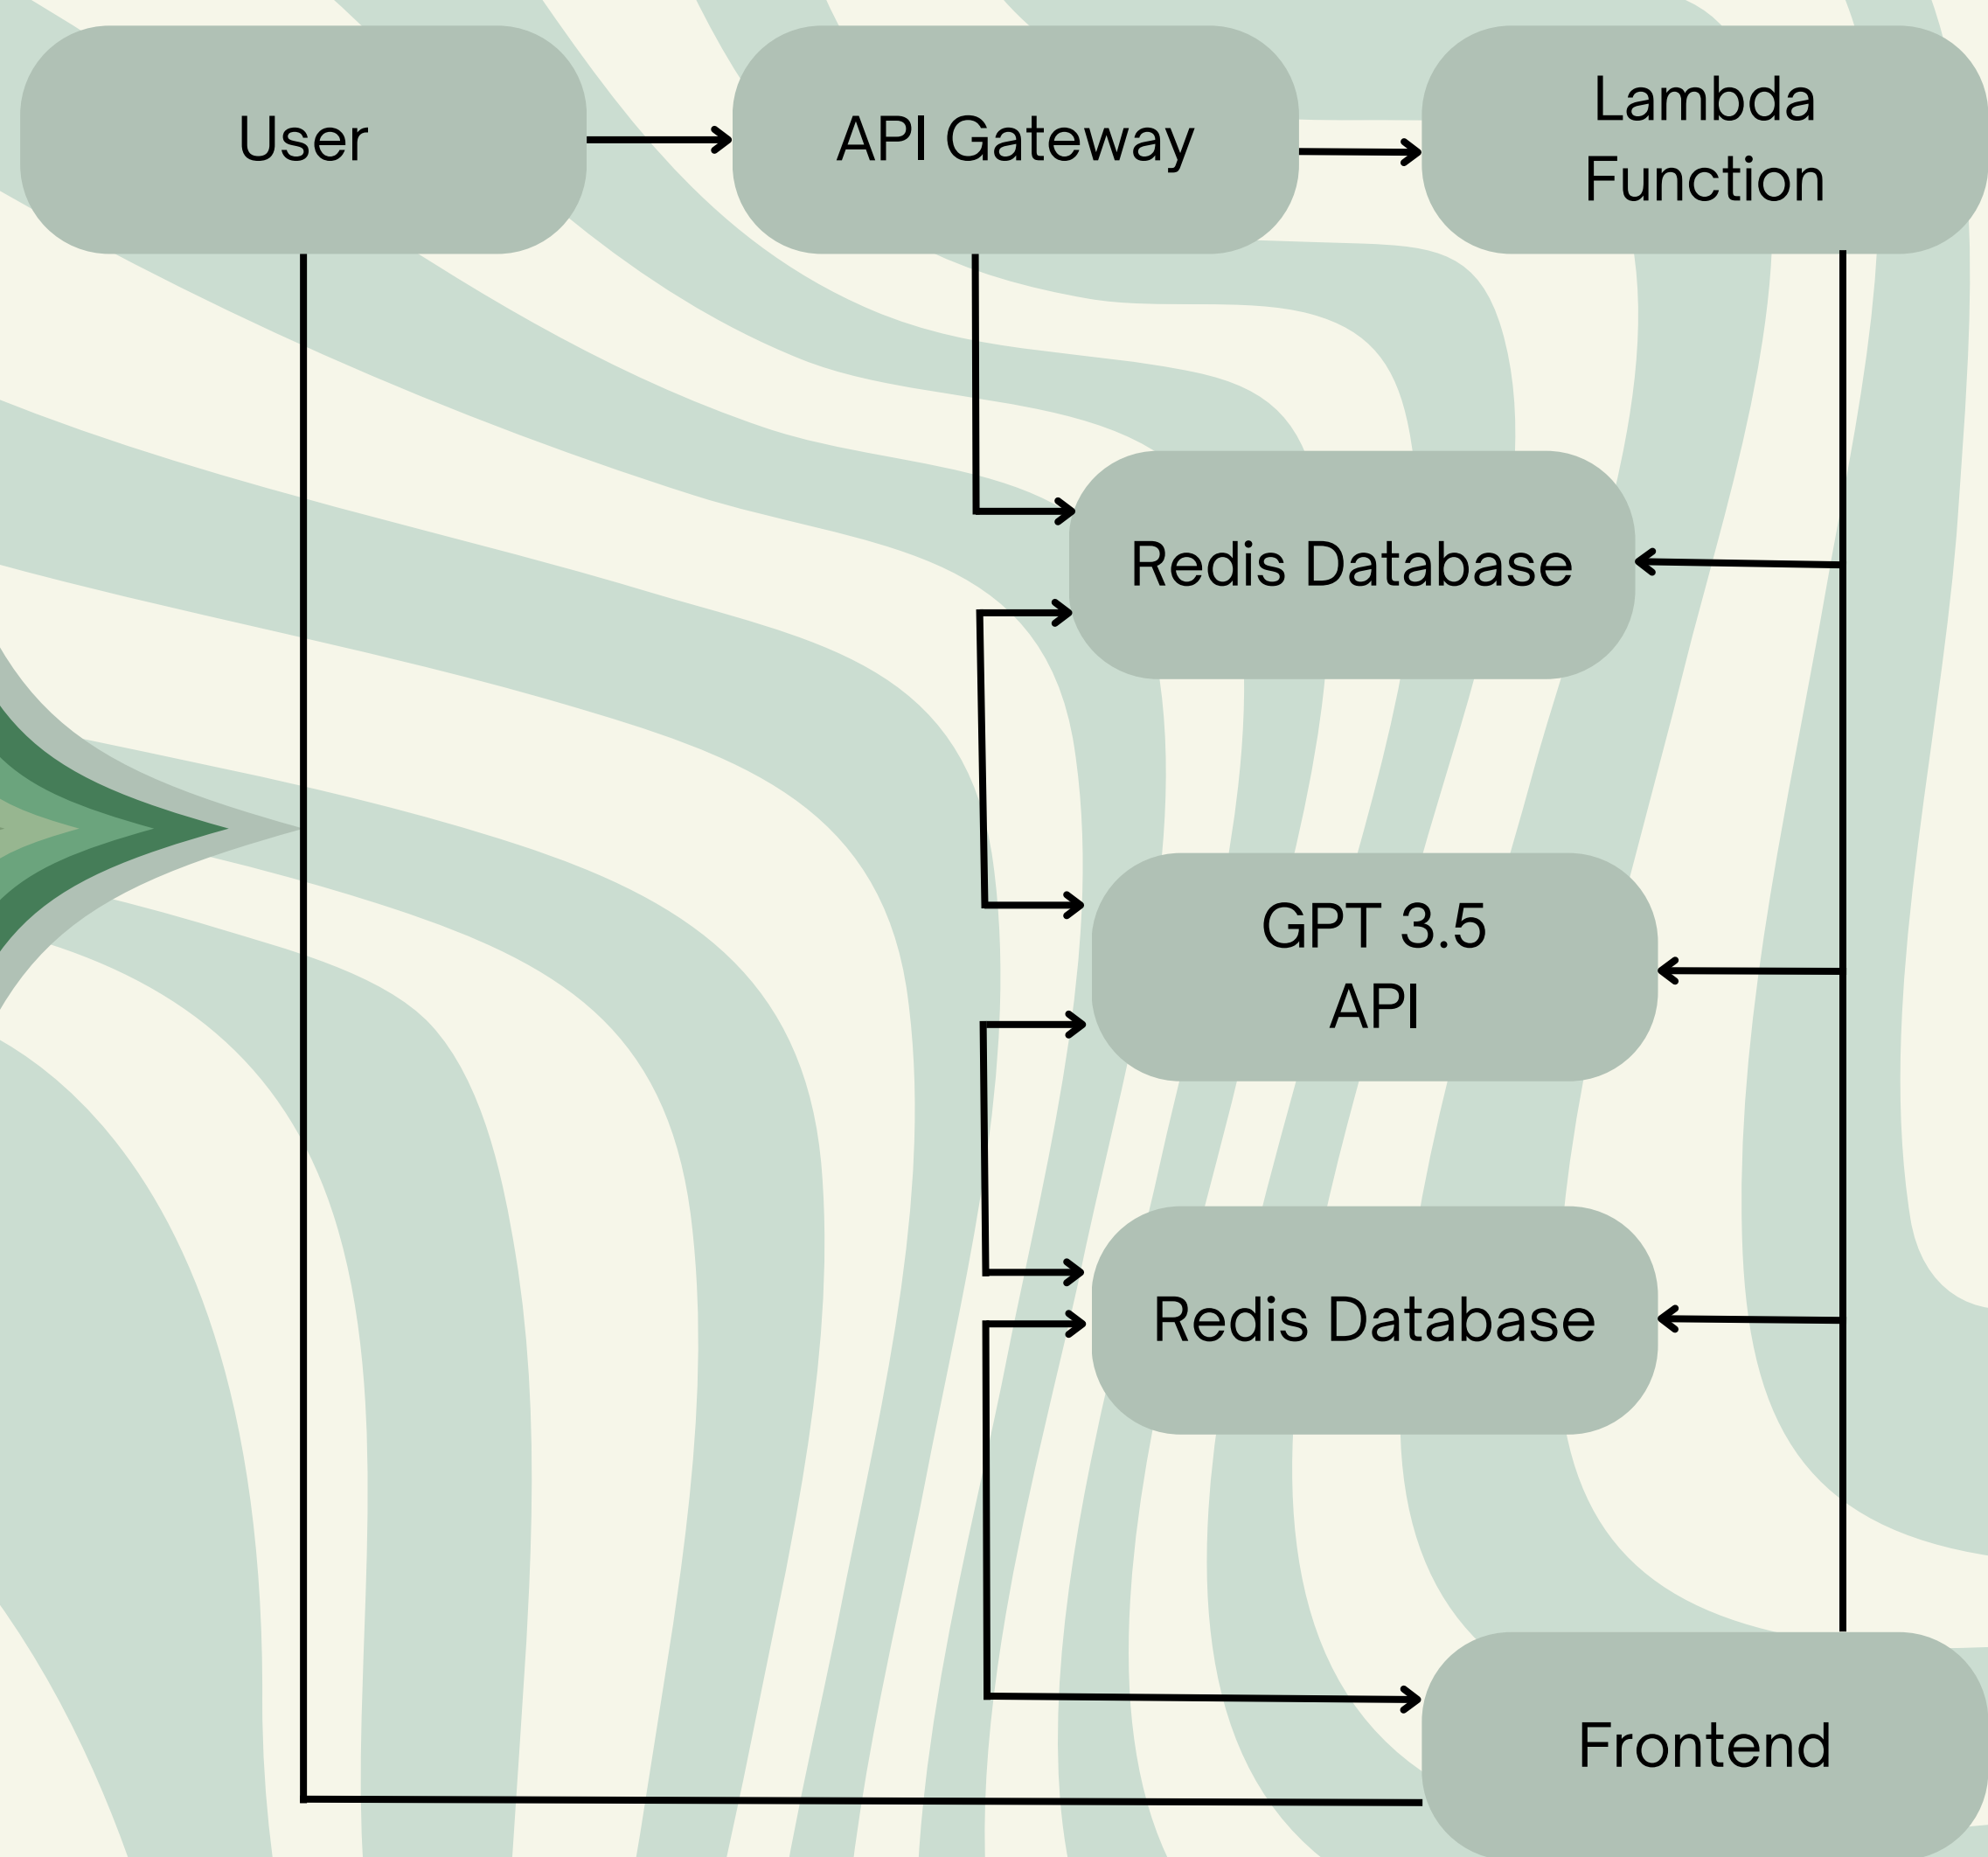 User
API Gateway
Lambda
Function
Redis Database
GPT 3.5
API
Redis Database
Frontend